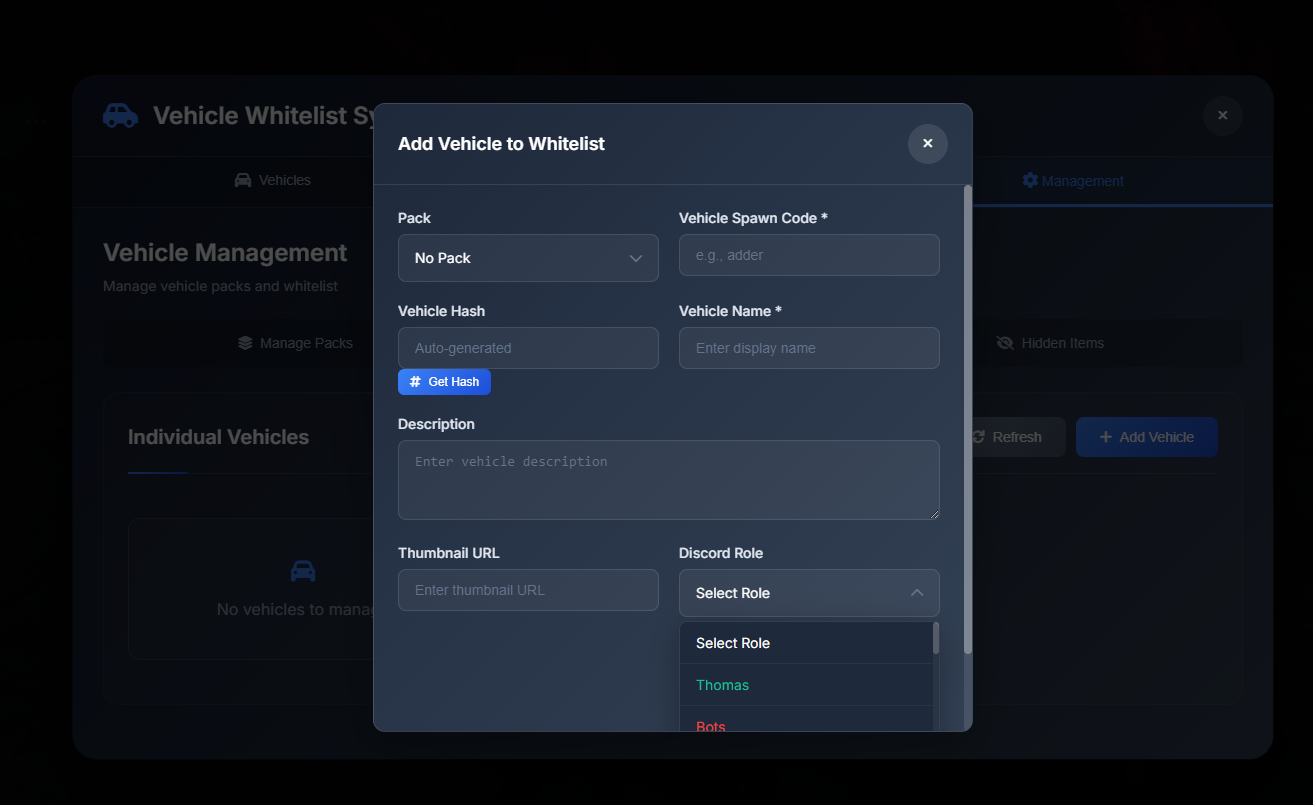 Vehicle Whitelist Sy
Add Vehicle to Whitelist
Vehicles
Management
Vehicle Management
Manage vehicle packs and whitelist
Manage Packs
Hidden Items
Individual Vehicles
Refresh
Add Vehicle
No vehicles to manag
Pack
Vehicle Spawn Code *
No Pack
e.g., adder
Vehicle Hash
Vehicle Name *
Auto-generated
Enter display name
Get Hash
Description
Enter vehicle description
Thumbnail URL
Discord Role
Enter thumbnail URL
Select Role
Select Role
Thomas
Bots